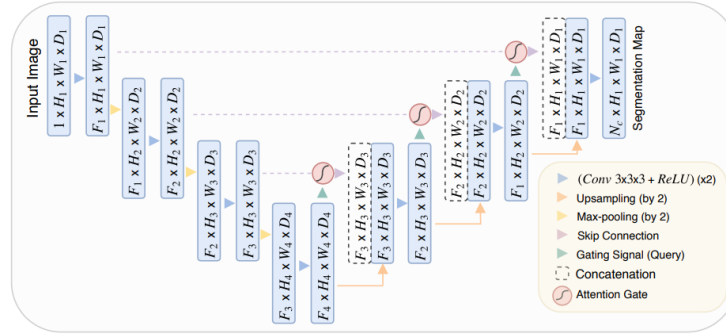 Input Image
1 x H₁ x W₁ x D₁
F₁ x H₁ x W₁ x D₁
F₁ x H₂ x W₂ x D₂
F₂ x H₂ x W₂ x D₂
F₂ x H₃ x W₃ x D₃
F₃ x H₃ x W₃ x D₃
F₃ x H₄ x W₄ x D₄
F₄ x H₄ x W₄ x D₄
F₃ x H₃ x W₃ x D₃
F₃ x H₃ x W₃ x D₃
F₂ x H₃ x W₃ x D₃
F₂ x H₂ x W₂ x D₂
F₂ x H₂ x W₂ x D₂
F₁ x H₂ x W₂ x D₂
F₁ x H₁ x W₁ x D₁
F₁ x H₁ x W₁ x D₁
N_c x H₁ x W₁ x D₁
Segmentation Map
(Conv 3x3x3 + ReLU) (x2)
Upsampling (by 2)
Max-pooling (by 2)
Skip Connection
Gating Signal (Query)
Concatenation
Attention Gate